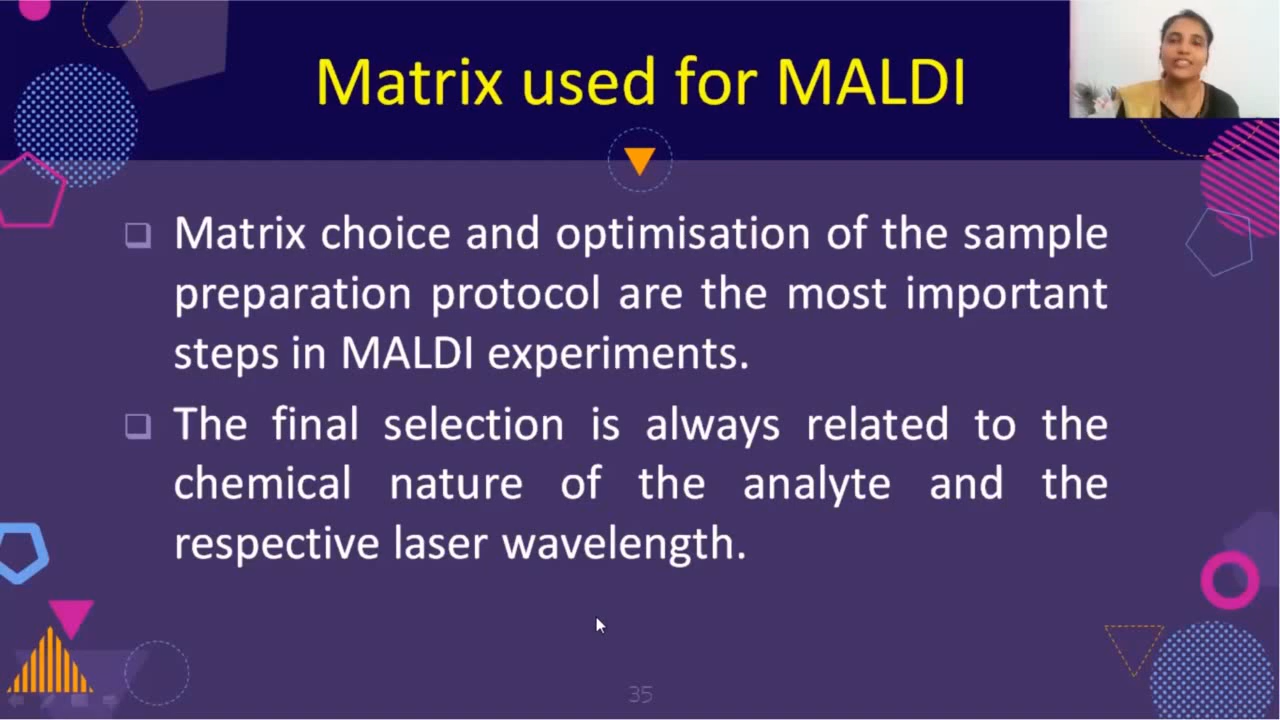 Matrix used for MALDI
Matrix choice and optimisation of the sample
preparation protocol are the most important
steps in MALDI experiments.
The final selection is always related to the
chemical nature of the analyte and the
respective laser wavelength.
35